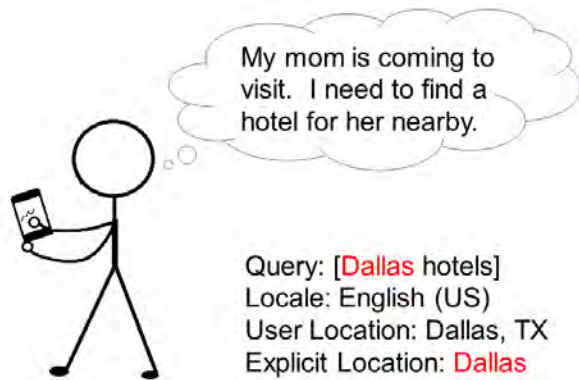 My mom is coming to
visit.  I need to find a
hotel for her nearby.
Query: [Dallas hotels]
Locale: English (US)
User Location: Dallas, TX
Explicit Location: Dallas